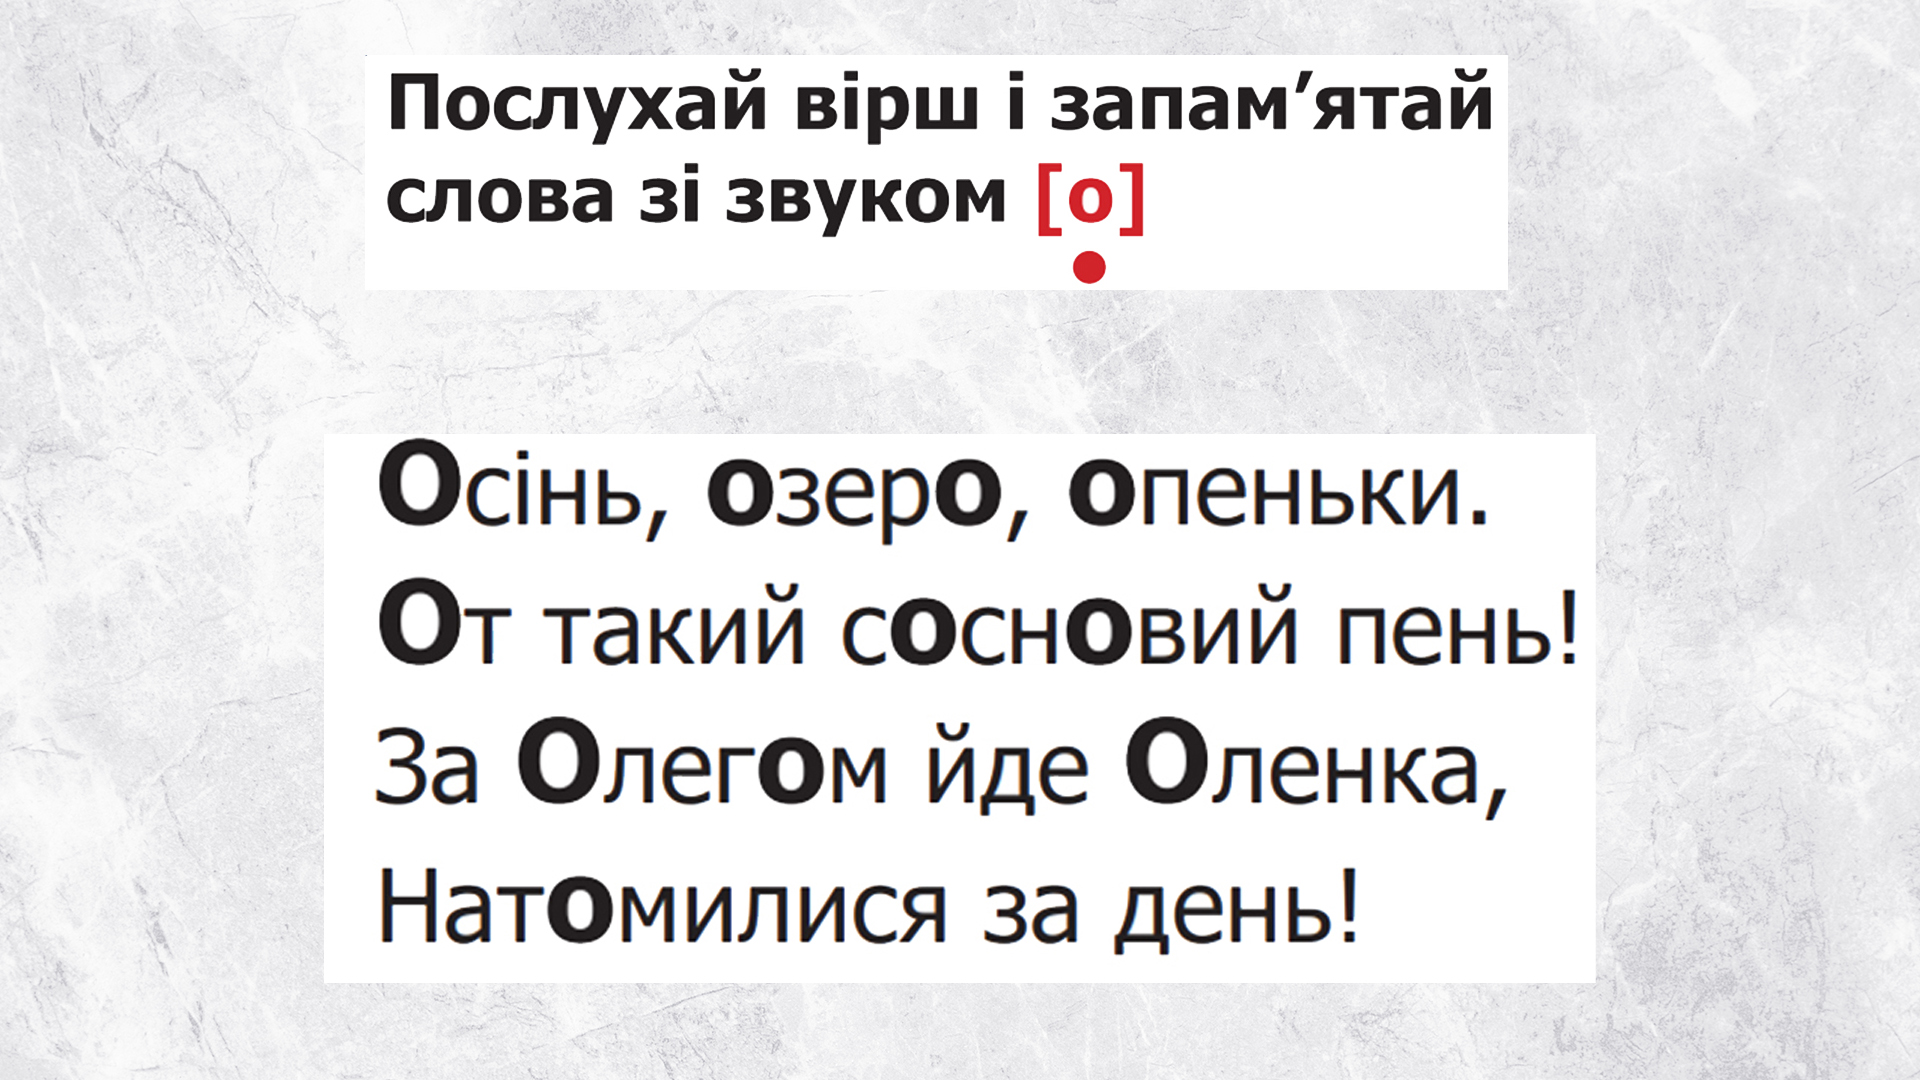 Послухай вірш і запам’ятай
слова зі звуком [о]
Осінь, озеро, опеньки.
От такий сосновий пень!
За Олегом йде Оленка,
Натомилися за день!